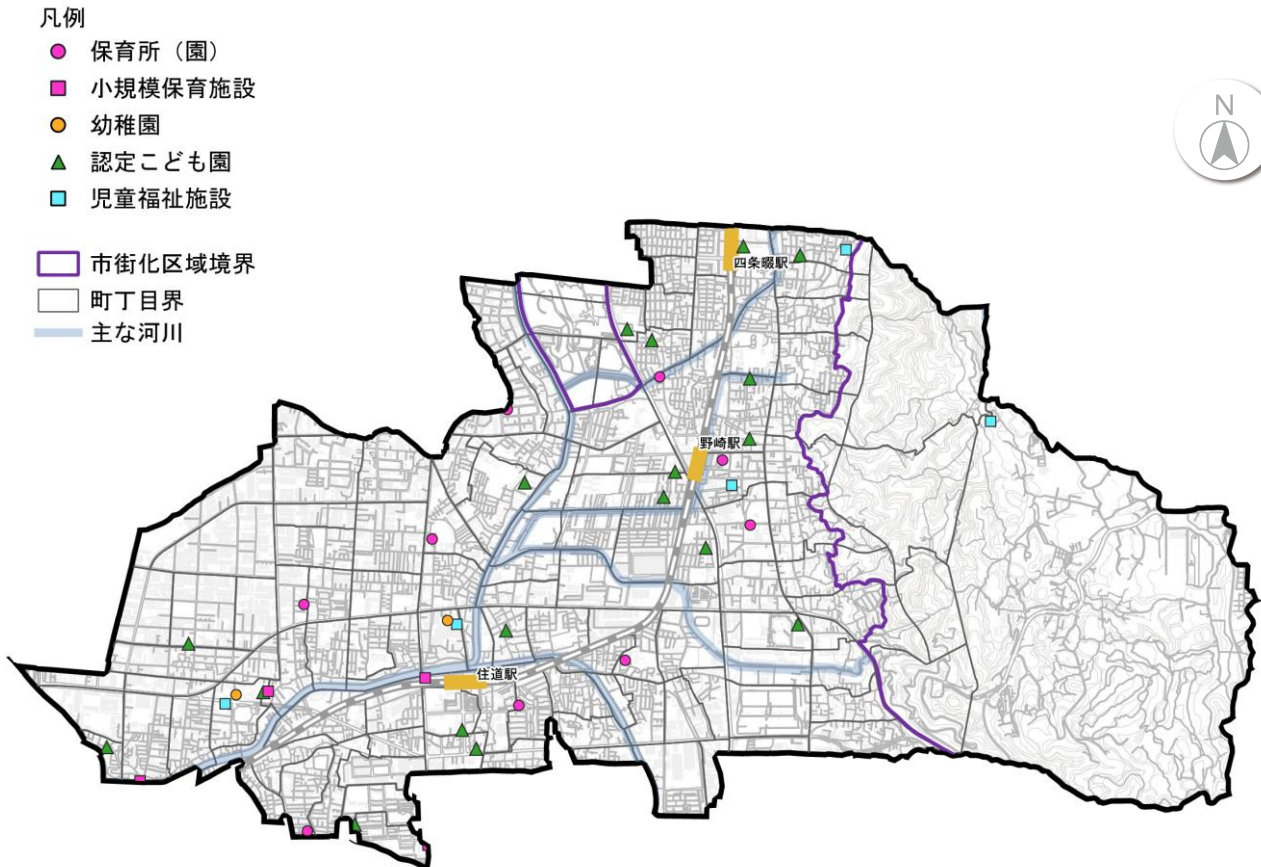 凡例
保育所（園）
小規模保育施設
幼稚園
認定こども園
児童福祉施設
市街化区域境界
町丁目界
主な河川
N
四条畷駅
野崎駅
住道駅